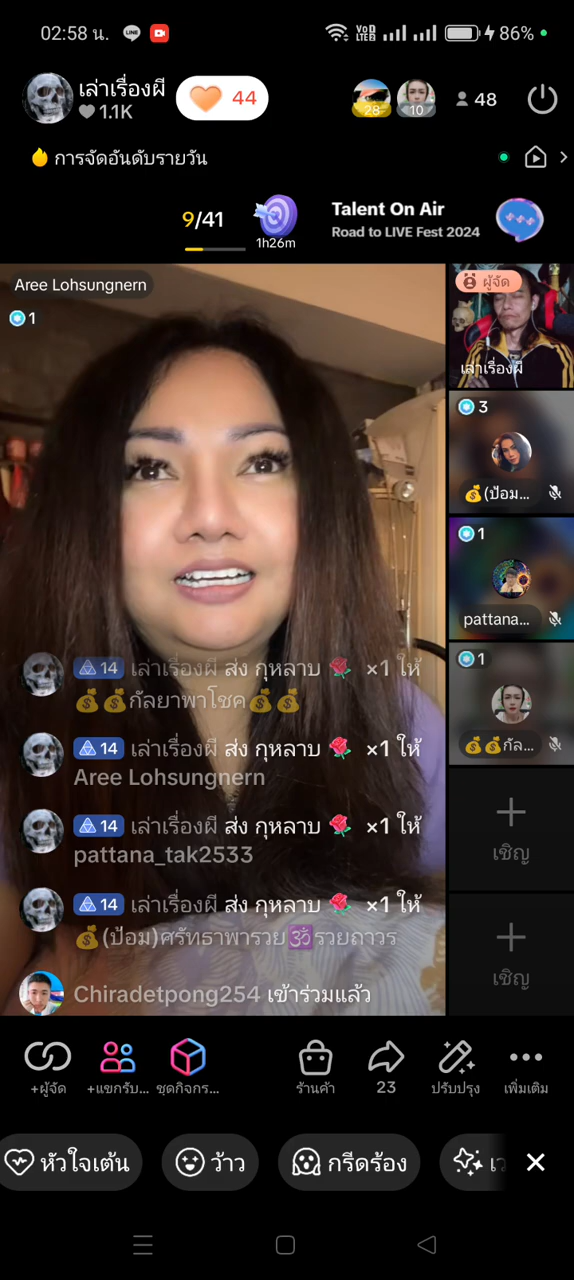 02:58 น.
LINE
VoD
LTE2
86%
เล่าเรื่องผี
1.1K
44
28
10
48
การจัดอันดับรายวัน
9/41
1h26m
Talent On Air
Road to LIVE Fest 2024
Aree Lohsungnern
1
ผู้จัด
เล่าเรื่องผี
3
💰(ป้อม...
1
pattana...
1
💰💰กัล...
เชิญ
เชิญ
14 เล่าเรื่องผี ส่ง กุหลาบ 🌹 ×1 ให้
💰💰กัลยาพาโชค💰💰
14 เล่าเรื่องผี ส่ง กุหลาบ 🌹 ×1 ให้
Aree Lohsungnern
14 เล่าเรื่องผี ส่ง กุหลาบ 🌹 ×1 ให้
pattana_tak2533
14 เล่าเรื่องผี ส่ง กุหลาบ 🌹 ×1 ให้
💰(ป้อม)ศรัทธาพารวย🕉รวยถาวร
Chiradetpong254 เข้าร่วมแล้ว
+ผู้จัด
+แขกรับ...
ชุดกิจกร...
ร้านค้า
23
ปรับปรุง
เพิ่มเติม
หัวใจเต้น
ว้าว
กรีดร้อง